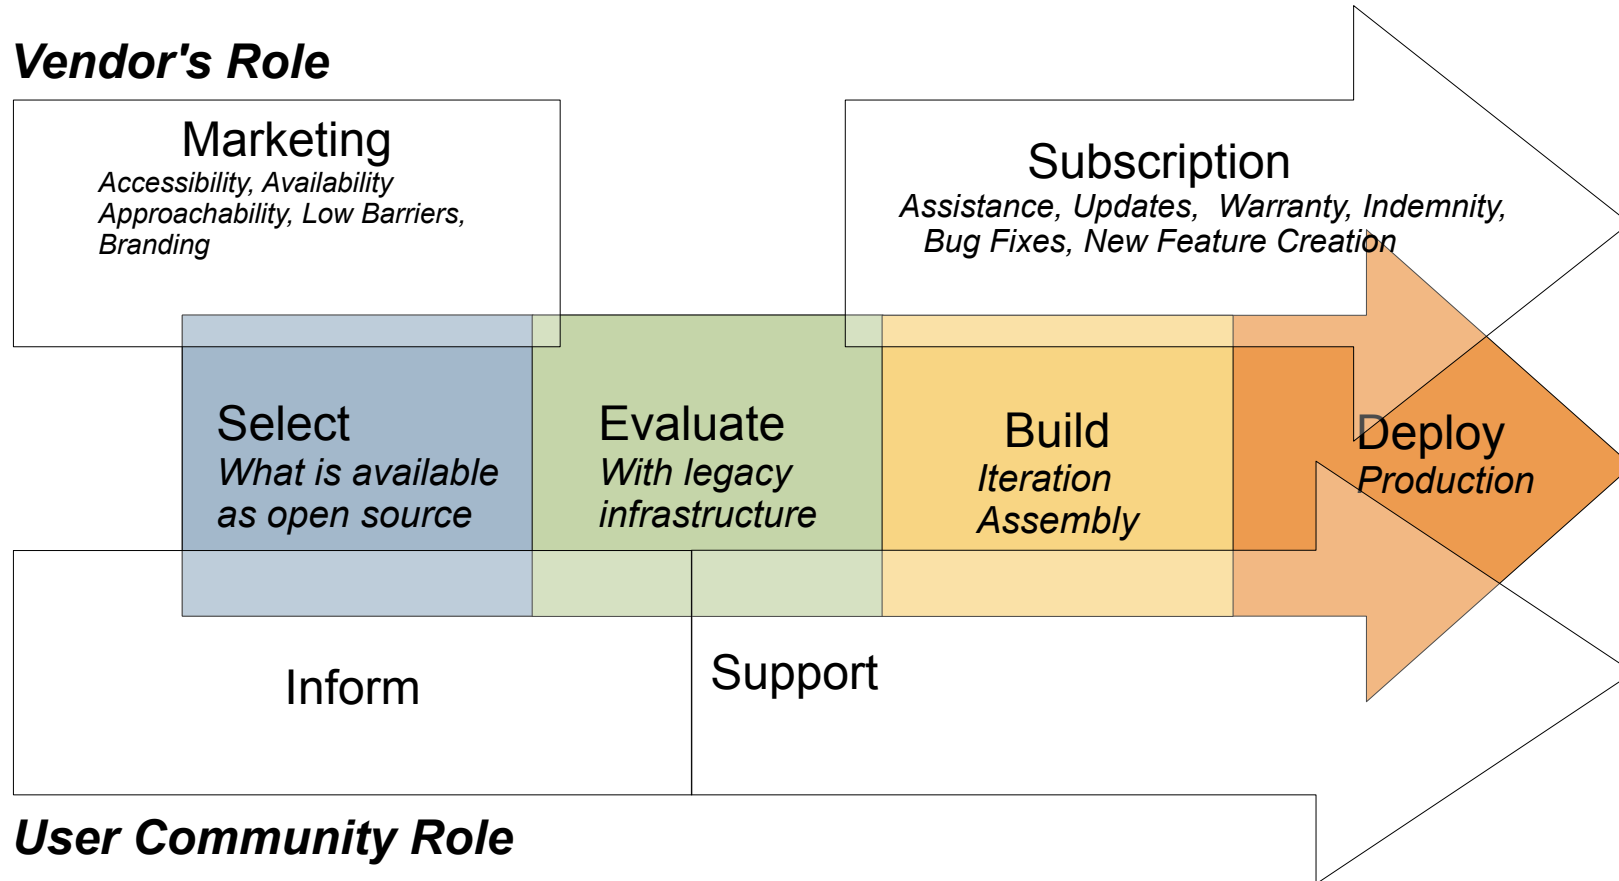 Vendor's Role
Marketing
Accessibility, Availability
Approachability, Low Barriers,
Branding
Subscription
Assistance, Updates, Warranty, Indemnity,
Bug Fixes, New Feature Creation
Select
What is available
as open source
Evaluate
With legacy
infrastructure
Build
Iteration
Assembly
Deploy
Production
Inform
Support
User Community Role